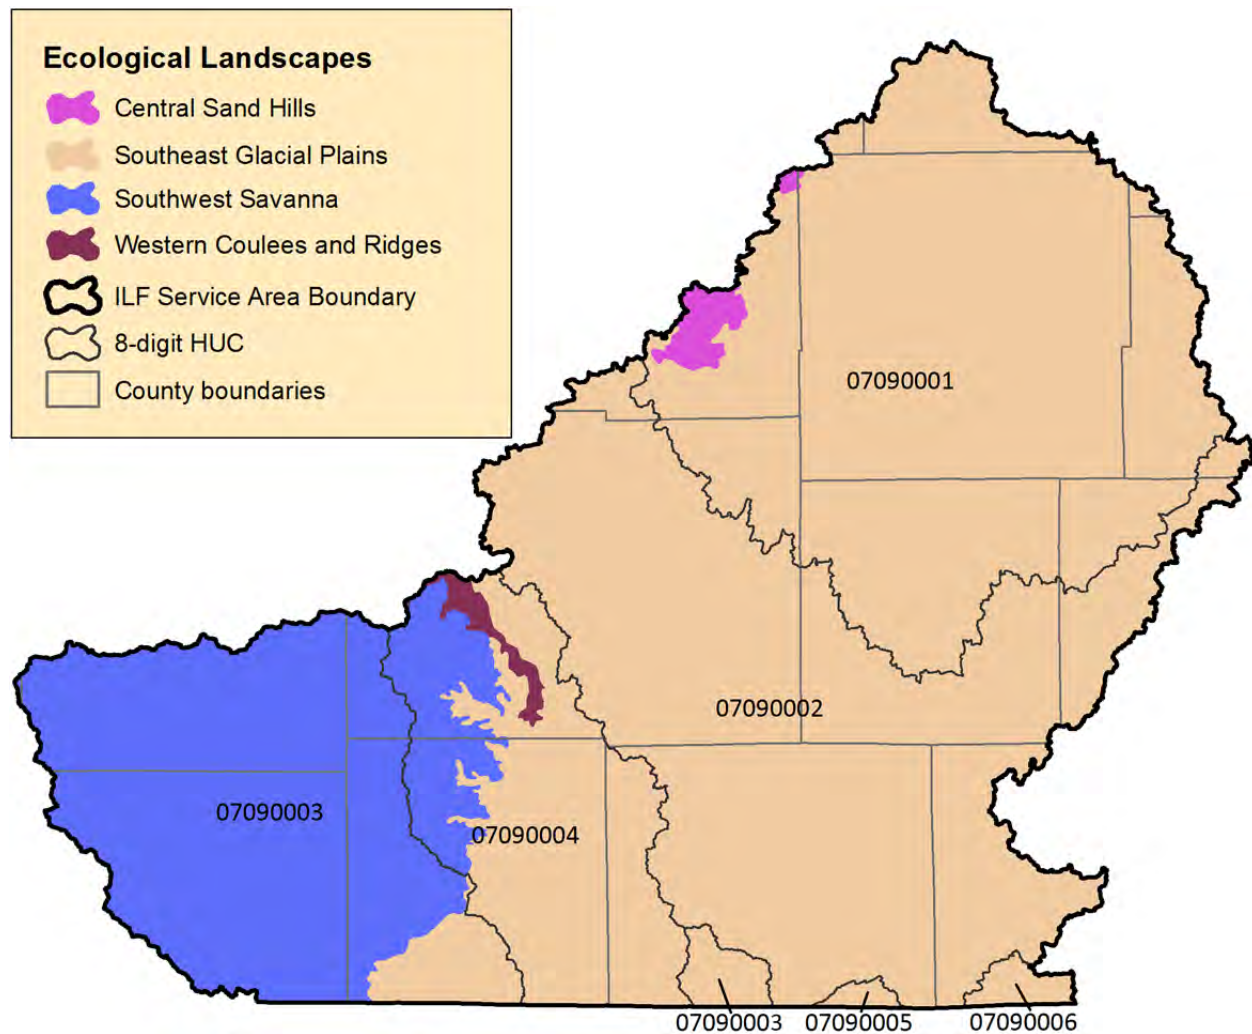 Ecological Landscapes
Central Sand Hills
Southeast Glacial Plains
Southwest Savanna
Western Coulees and Ridges
ILF Service Area Boundary
8-digit HUC
County boundaries
07090001
07090002
07090003
07090004
07090003 07090005 07090006